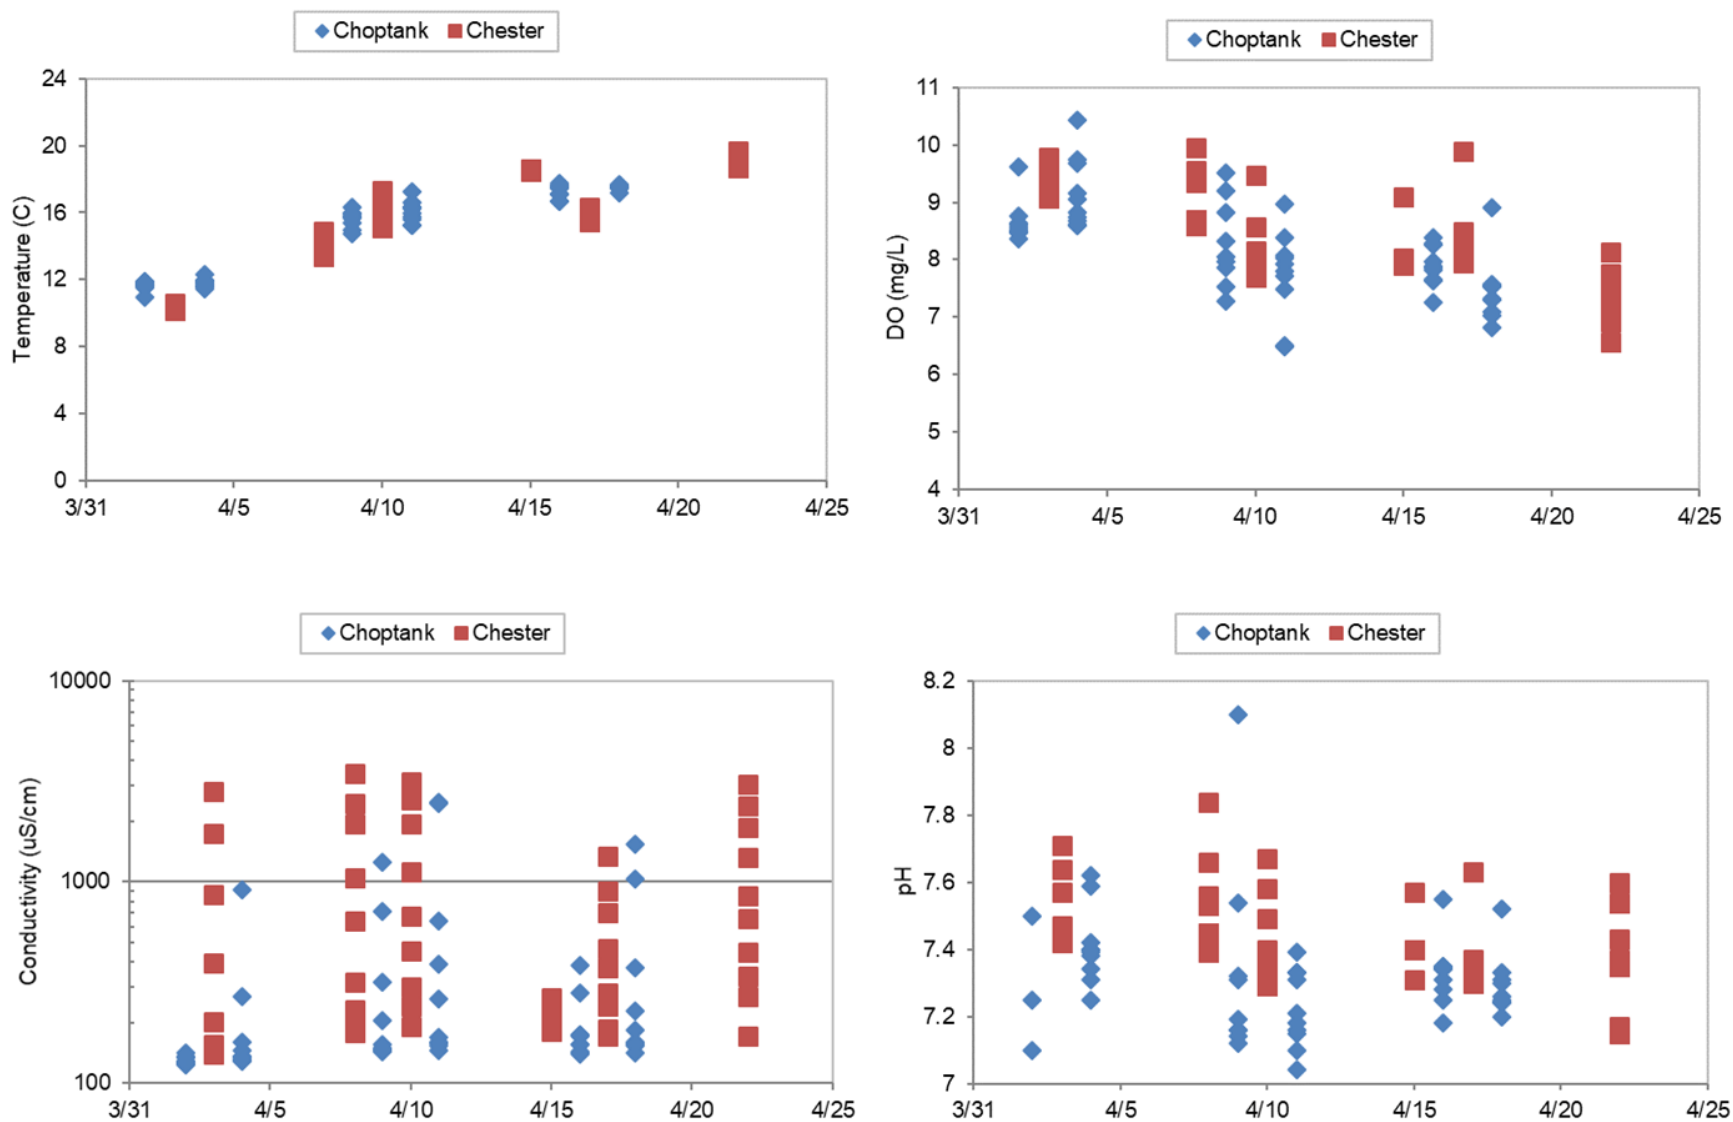 Choptank Chester
24
20
16
12
8
4
0
Temperature (C)
3/31 4/5 4/10 4/15 4/20 4/25
Choptank Chester
11
10
9
8
7
6
5
4
DO (mg/L)
3/31 4/5 4/10 4/15 4/20 4/25
Choptank Chester
10000
1000
100
Conductivity (uS/cm)
3/31 4/5 4/10 4/15 4/20 4/25
Choptank Chester
8.2
8
7.8
7.6
7.4
7.2
7
pH
3/31 4/5 4/10 4/15 4/20 4/25